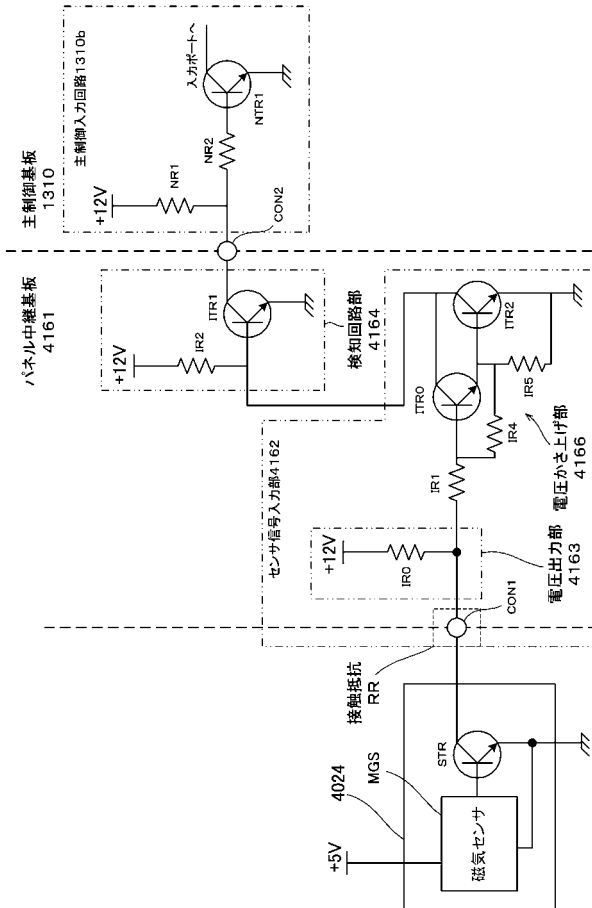 主制御基板
1310
主制御入力回路1310b
入力ポートへ
+12V
NR1
NR2
NTR1
CON2
パネル中継基板
4161
+12V
IR2
ITR1
検知回路部
4164
センサ信号入力部4162
ITR0
ITR2
IR1
IR4
IR5
電圧かさ上げ部
4166
+12V
IR0
電圧出力部
4163
CON1
接触抵抗
RR
4024
MGS
STR
+5V
磁気センサ